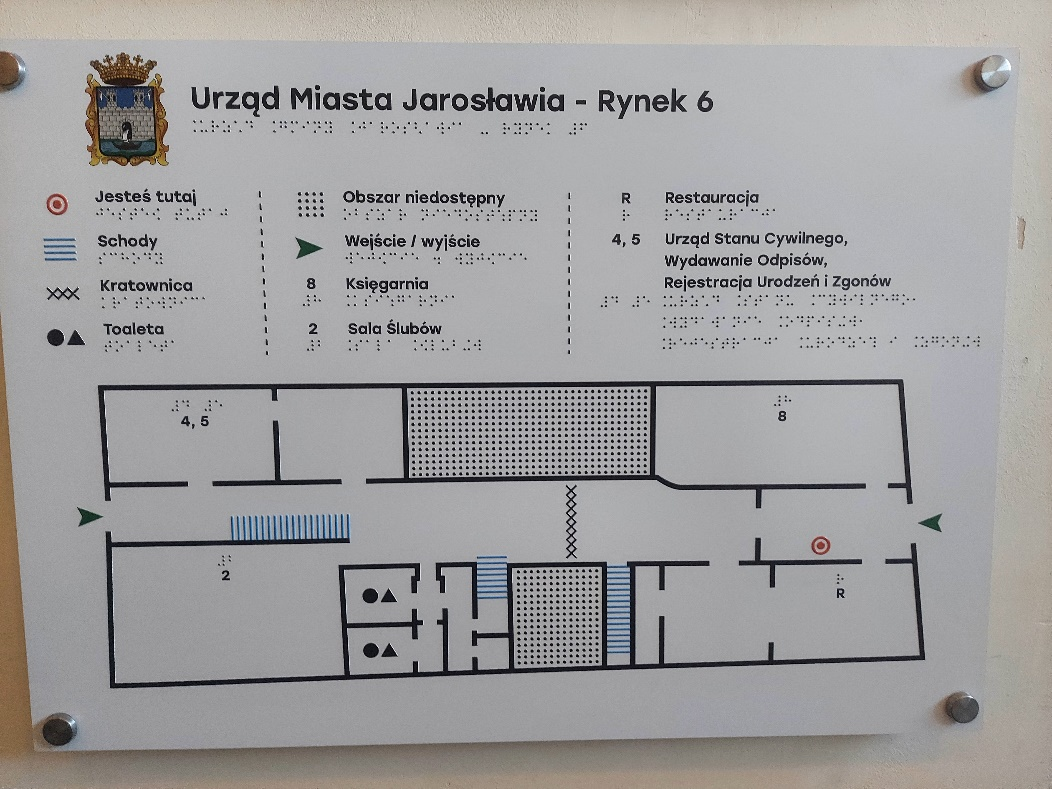 Urząd Miasta Jarosławia - Rynek 6
Jesteś tutaj
Schody
Kratownica
Toaleta
Obszar niedostępny
Wejście / wyjście
8 Księgarnia
2 Sala Ślubów
R Restauracja
4, 5 Urząd Stanu Cywilnego,
Wydawanie Odpisów,
Rejestracja Urodzeń i Zgonów
4, 5
8
2
R